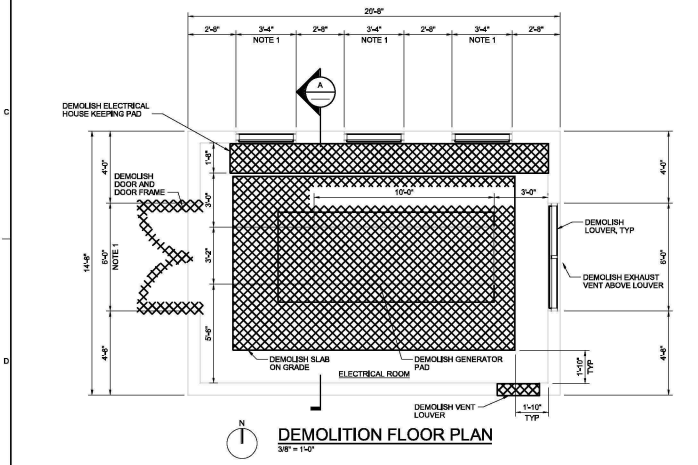 20'-8"
2'-8"
3'-4"
2'-8"
3'-4"
2'-8"
3'-4"
2'-8"
NOTE 1
NOTE 1
NOTE 1
A
C
DEMOLISH ELECTRICAL
HOUSE KEEPING PAD
4'-0"
1'-8"
4'-0"
DEMOLISH
DOOR AND
DOOR FRAME
3'-0"
10'-0"
3'-0"
DEMOLISH
LOUVER, TYP
14'-8"
6'-0"
NOTE 1
3'-2"
6'-0"
DEMOLISH EXHAUST
VENT ABOVE LOUVER
5'-8"
4'-8"
4'-8"
D
DEMOLISH SLAB
ON GRADE
DEMOLISH GENERATOR
PAD
1'-10"
TYP
ELECTRICAL ROOM
DEMOLISH VENT
LOUVER
1'-10"
TYP
N
DEMOLITION FLOOR PLAN
3/8" = 1'-0"